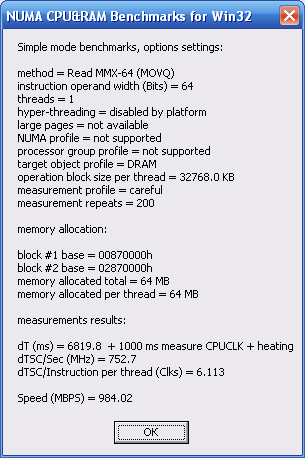 NUMA CPU&RAM Benchmarks for Win32
Simple mode benchmarks, options settings:
method = Read MMX-64 (MOVQ)
instruction operand width (Bits) = 64
threads = 1
hyper-threading = disabled by platform
large pages = not available
NUMA profile = not supported
processor group profile = not supported
target object profile = DRAM
operation block size per thread = 32768.0 KB
measurement profile = careful
measurement repeats = 200
memory allocation:
block #1 base = 00870000h
block #2 base = 02870000h
memory allocated total = 64 MB
memory allocated per thread = 64 MB
measurements results:
dT (ms) = 6819.8  + 1000 ms measure CPUCLK + heating
dTSC/Sec (MHz) = 752.7
dTSC/Instruction per thread (Clks) = 6.113
Speed (MBPS) = 984.02
OK